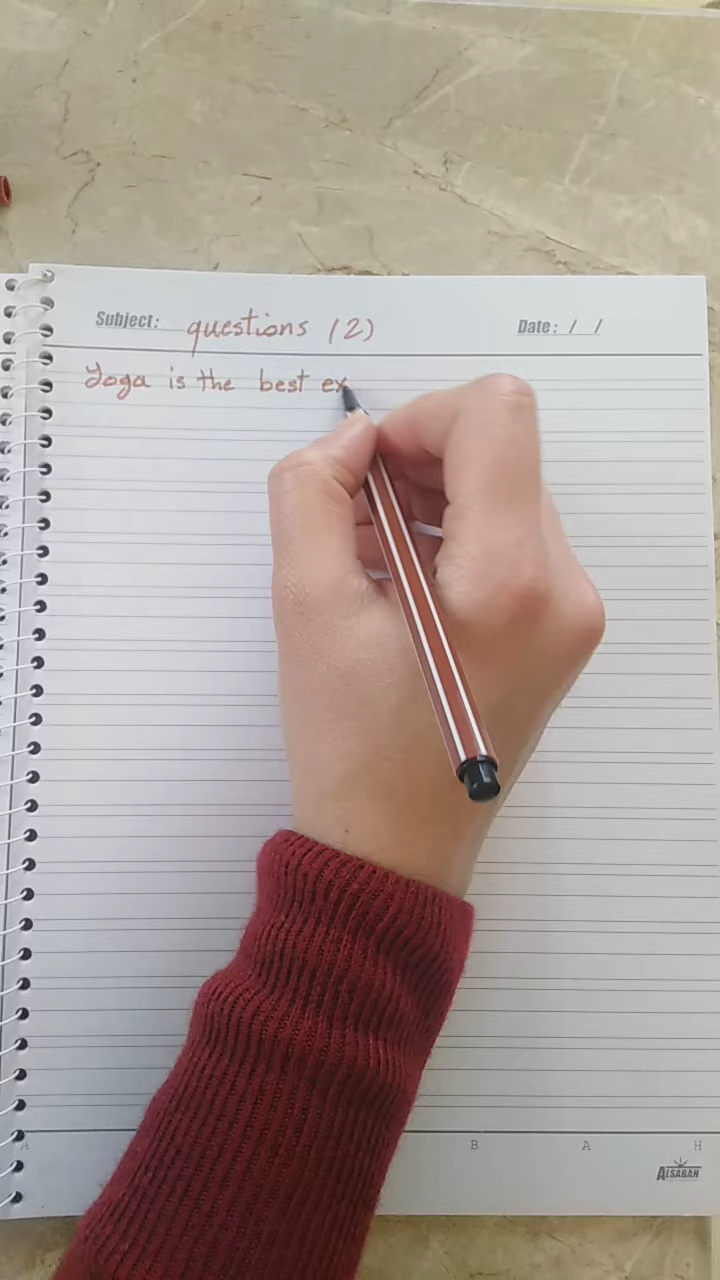 Subject: questions (2)
Date: / /
Yoga is the best ex
A B A H
ALSABAH